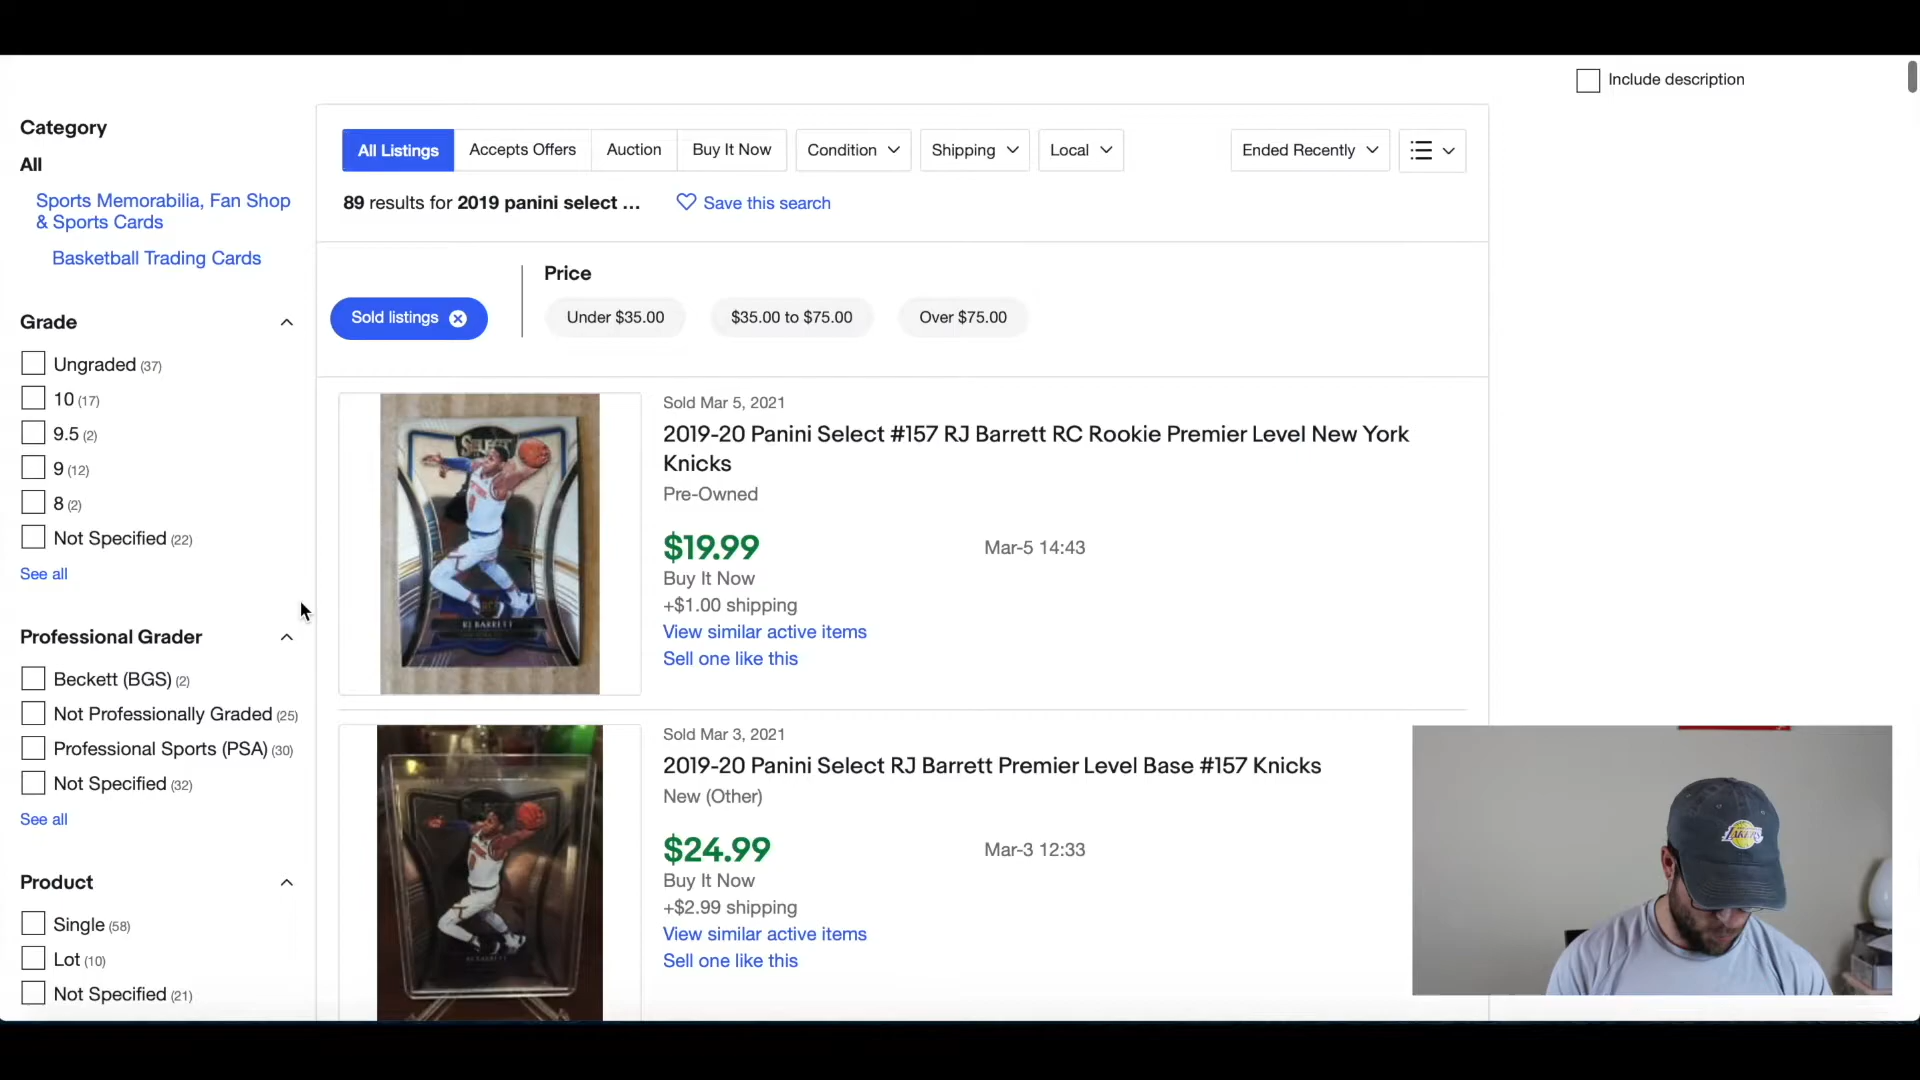 Include description
Category
All
Sports Memorabilia, Fan Shop
& Sports Cards
Basketball Trading Cards
Grade
Ungraded (37)
10 (17)
9.5 (2)
9 (12)
8 (2)
Not Specified (22)
See all
Professional Grader
Beckett (BGS) (2)
Not Professionally Graded (25)
Professional Sports (PSA) (30)
Not Specified (32)
See all
Product
Single (58)
Lot (10)
Not Specified (21)
All Listings Accepts Offers Auction Buy It Now Condition Shipping Local Ended Recently
89 results for 2019 panini select ... Save this search
Sold listings
Price
Under $35.00 $35.00 to $75.00 Over $75.00
SELECT
RJ BARRETT
Sold Mar 5, 2021
2019-20 Panini Select #157 RJ Barrett RC Rookie Premier Level New York
Knicks
Pre-Owned
$19.99 Mar-5 14:43
Buy It Now
+$1.00 shipping
View similar active items
Sell one like this
Sold Mar 3, 2021
2019-20 Panini Select RJ Barrett Premier Level Base #157 Knicks
New (Other)
$24.99 Mar-3 12:33
Buy It Now
+$2.99 shipping
View similar active items
Sell one like this
LAKERS